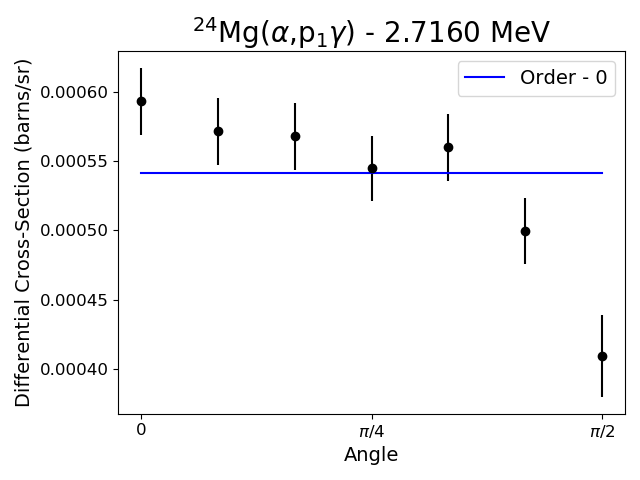 ²⁴Mg(α,p₁γ) - 2.7160 MeV
Order - 0
Differential Cross-Section (barns/sr)
0.00060
0.00055
0.00050
0.00045
0.00040
0
π/4
π/2
Angle